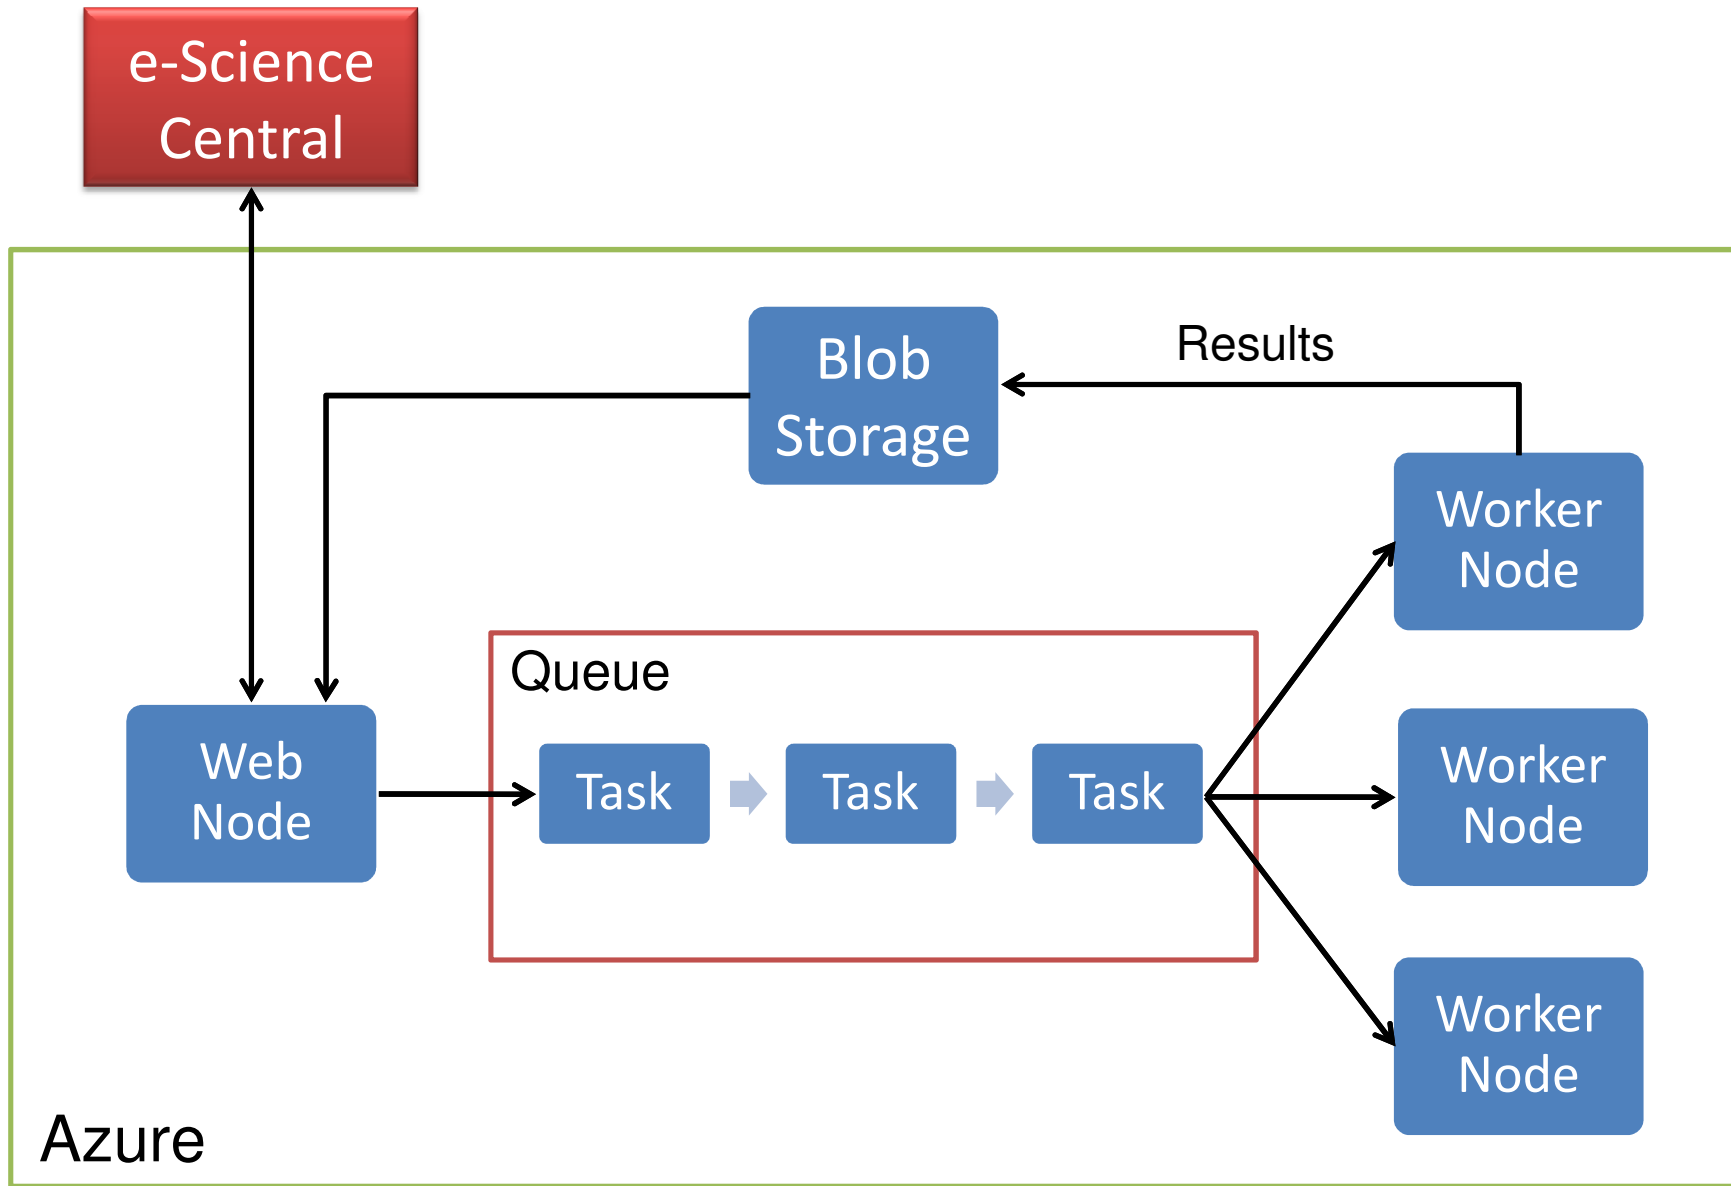 e-Science
Central
Blob
Storage
Results
Worker
Node
Queue
Web
Node
Task
Task
Task
Worker
Node
Worker
Node
Azure